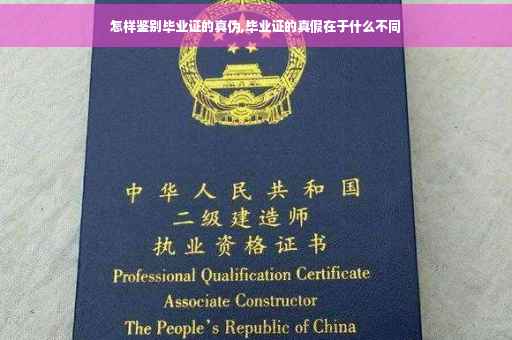 怎样鉴别毕业证的真伪,毕业证的真假在于什么不同
中华人民共和国
二级建造师
执业资格证书
Professional Qualification Certificate
Associate Constructor
The People's Republic of China